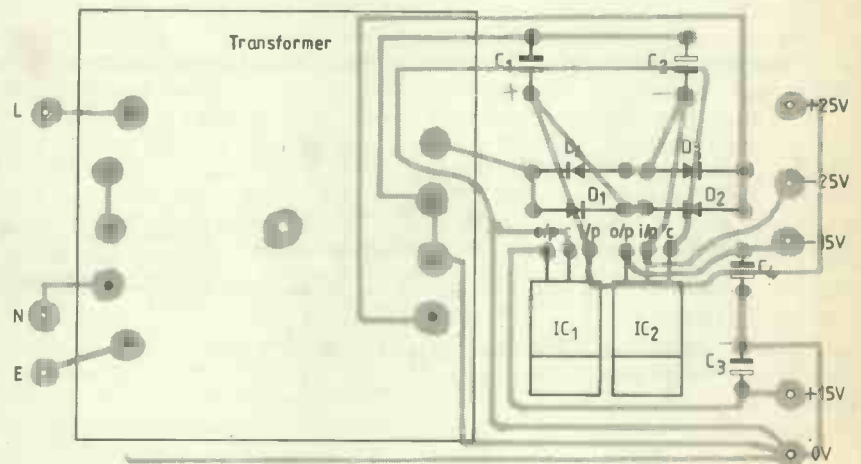 Transformer
C1
C2
+
−
+25V
L
D4
D3
−25V
D1
D2
o/p c i/p o/p i/p c
−15V
C4
N
IC1
IC2
−
E
C3
+15V
0V